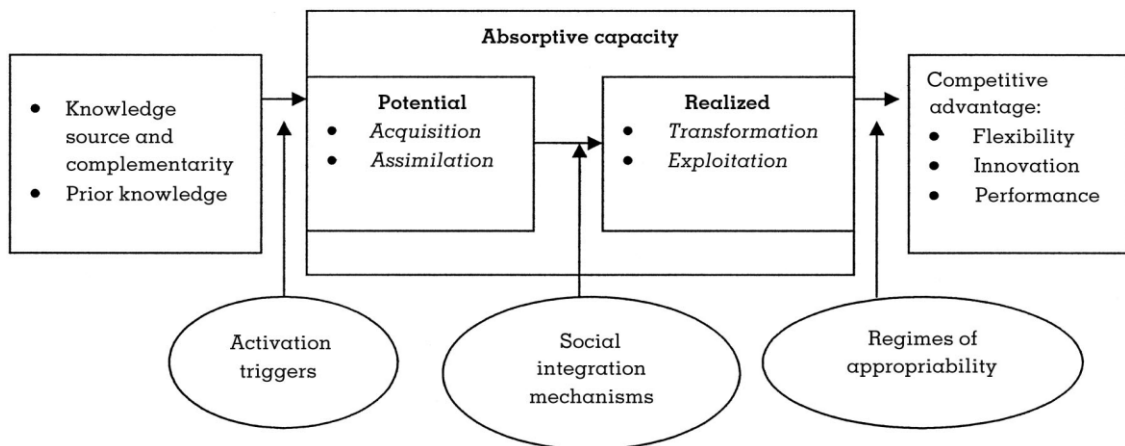 Absorptive capacity
● Knowledge
source and
complementarity
● Prior knowledge
Potential
● Acquisition
● Assimilation
Realized
● Transformation
● Exploitation
Competitive
advantage:
● Flexibility
● Innovation
● Performance
Activation
triggers
Social
integration
mechanisms
Regimes of
appropriability